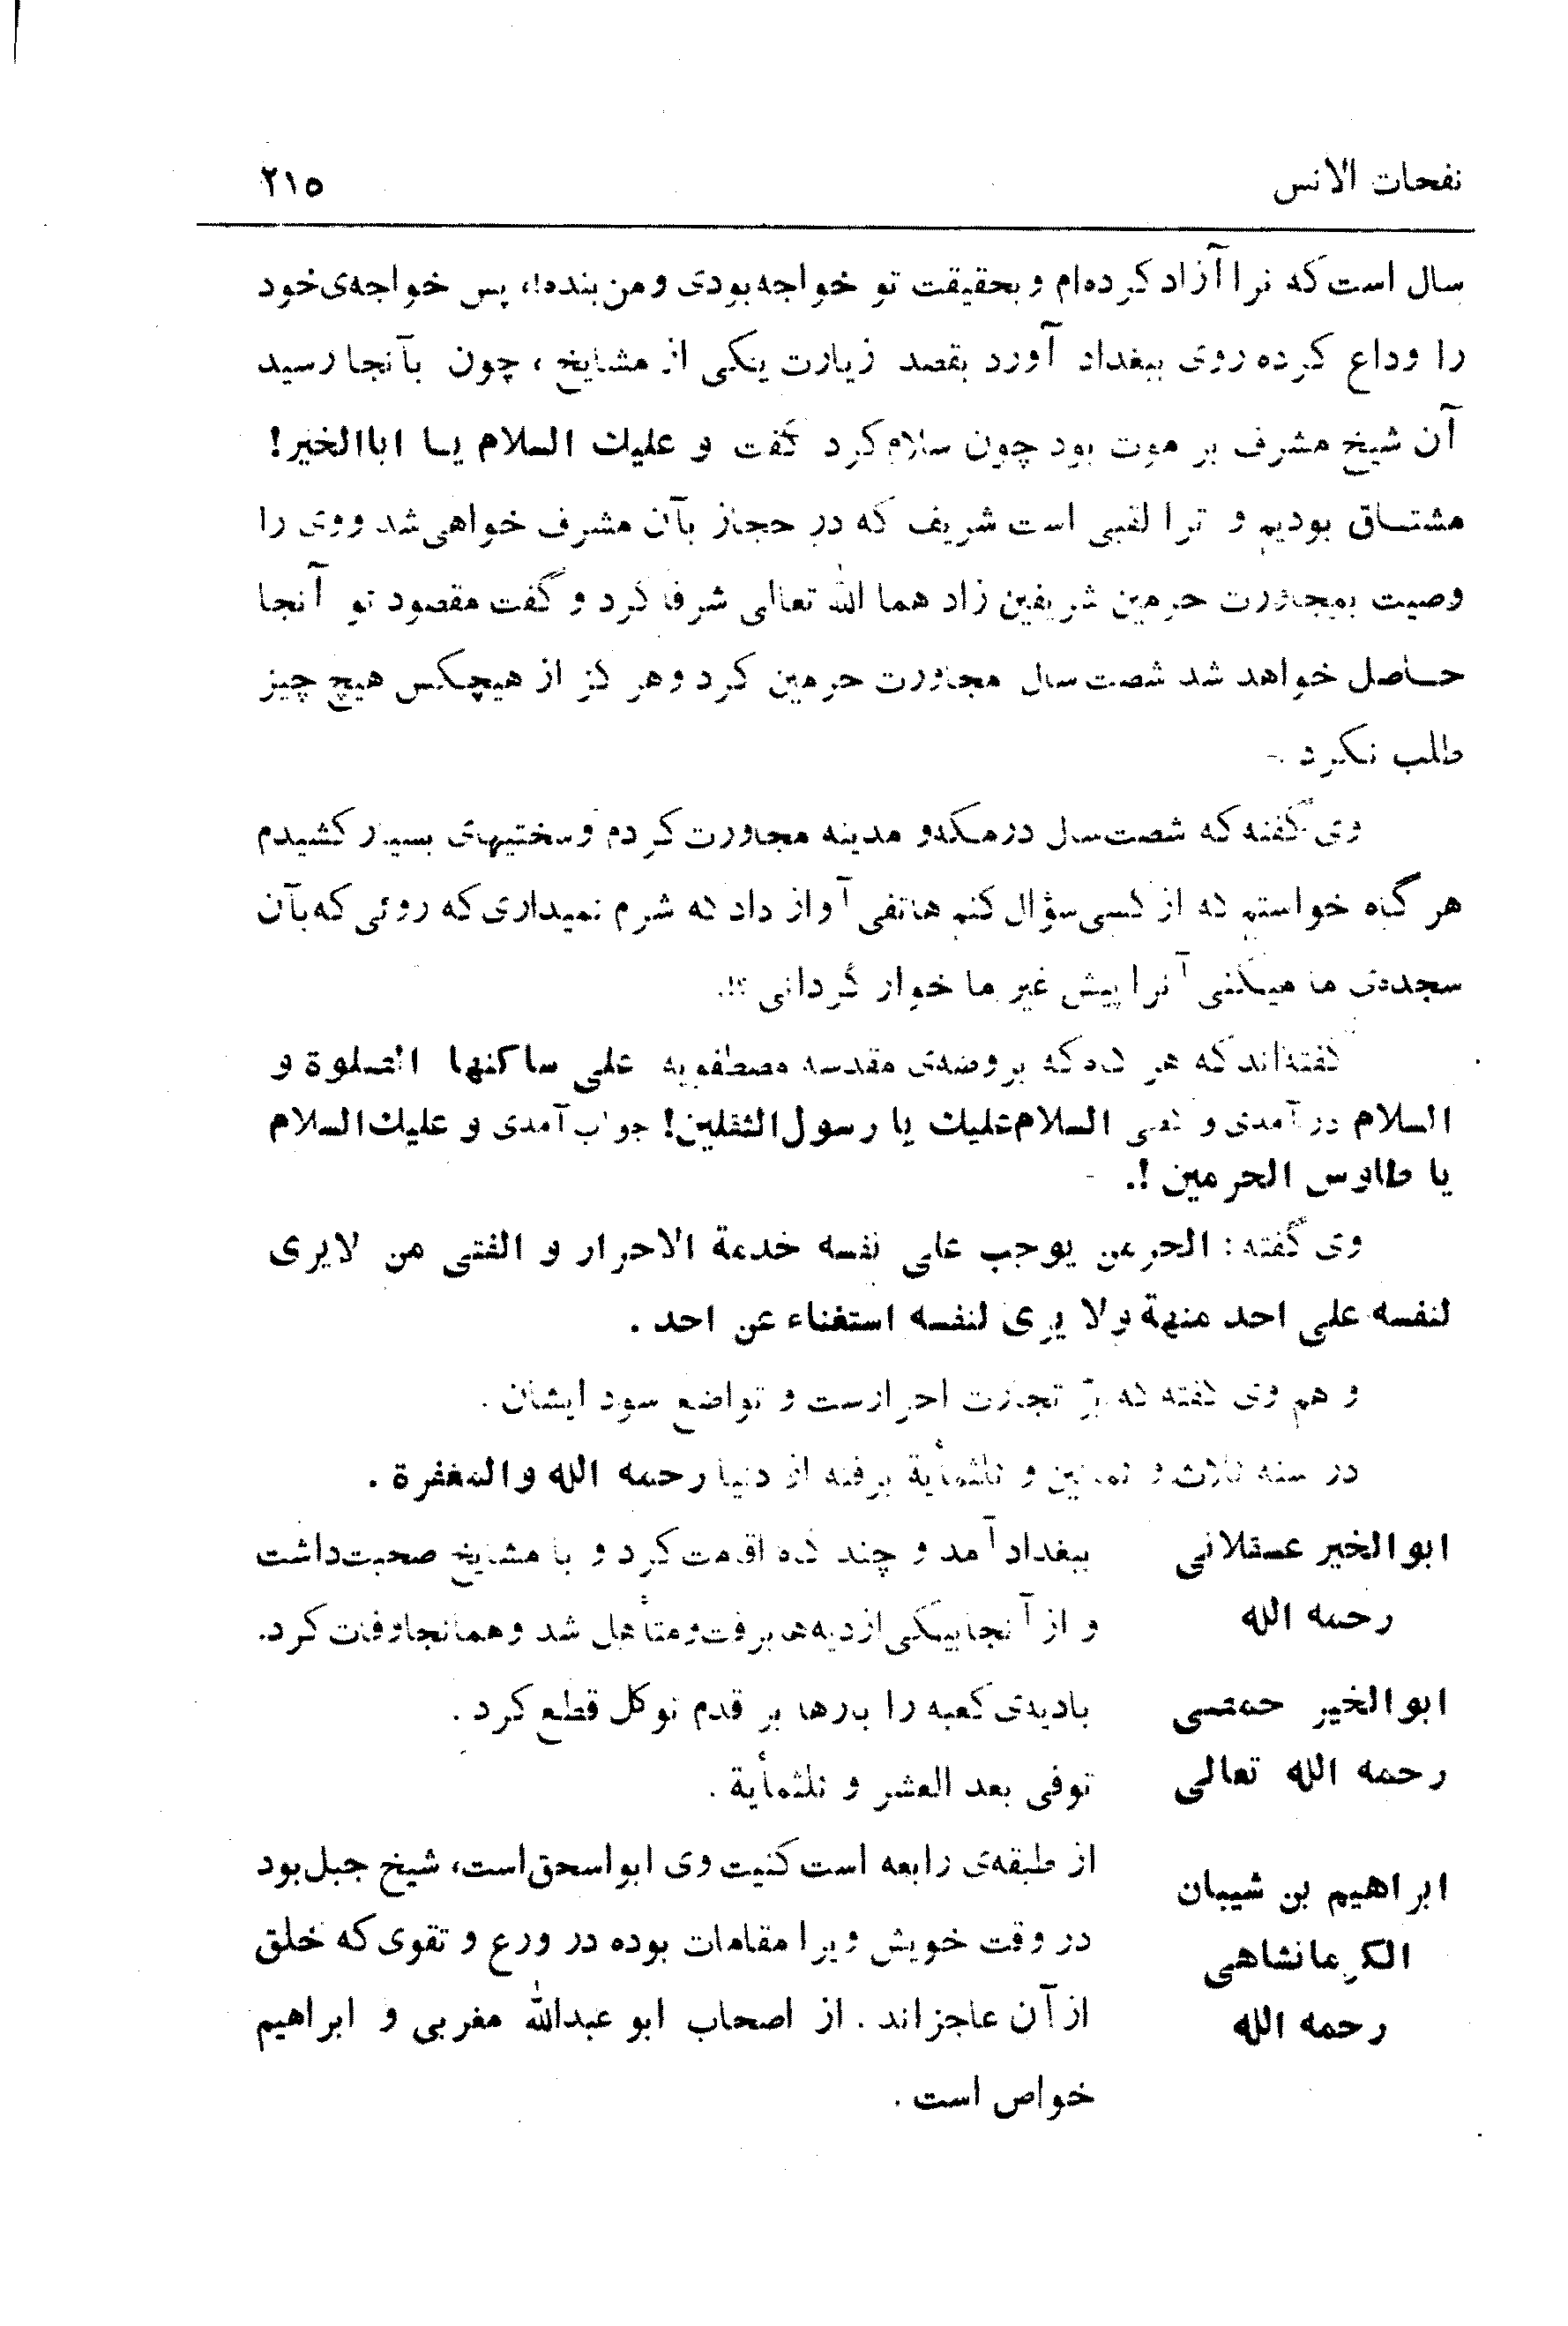 نفحات الانس
۲۱۵
سال است که ترا آزاد کرده‌ام و بحقیقت تو خواجه بودی و من بنده!، پس خواجه‌ی خود
را وداع کرده روی ببغداد آورد بقصد زیارت یکی از مشایخ، چون بآنجا رسید
آن شیخ مشرف بر موت بود چون سلام کرد گفت و علیك السلام یا اباالخیر!
مشتاق بودیم و ترا لقبی است شریف که در حجاز بآن مشرف خواهی شد و وی را
وصیت بمجاورت حرمین شریفین زاد هما الله تعالی شرفا کرد و گفت مقصود تو آنجا
حاصل خواهد شد شصت سال مجاورت حرمین کرد و هر گز از هیچکس هیچ چیز
طلب نکرد .
وی گفته که شصت سال در مکه و مدینه مجاورت کردم و سختیهای بسیار کشیدم
هر گاه خواستم که از کسی سؤال کنم هاتفی آواز داد که شرم نمیداری که روئی که بآن
سجده‌ی ما میکنی آنرا پیش غیر ما خوار گردانی ؟!.
گفته‌اند که هر گاه که بروضه‌ی مقدسه مصطفویه علی ساکنها الصلوة و
السلام در آمدی و گفتی السلام علیك یا رسول الثقلین! جواب آمدی و علیك السلام
یا طاوس الحرمین !.
وی گفته: الحر من یوجب علی نفسه خدمة الاحرار و الفتی من لایری
لنفسه علی احد منهة ولا یری لنفسه استغناء عن احد .
و هم وی گفته که برّ تجارت احرارست و تواضع سود ایشان .
در سنه ثلاث و ثمانین و ثلثمأیة برفته از دنیا رحمه الله والمغفرة .
ابوالخیر عسقلانی
رحمه الله
ببغداد آمد و چند گاه اقامت کرد و با مشایخ صحبت داشت
و از آنجا بیکی از دیه‌ها برفت و متأهل شد و همانجا وفات کرد.
ابوالخیر حمصی
رحمه الله تعالی
بادیه‌ی کعبه را بارها بر قدم توکل قطع کرد .
توفی بعد العشر و ثلثمأیة .
ابراهیم بن شیبان
الکرمانشاهی
رحمه الله
از طبقه‌ی رابعه است کنیت وی ابواسحق است، شیخ جبل بود
در وقت خویش ویرا مقامات بوده در ورع و تقوی که خلق
از آن عاجزاند . از اصحاب ابو عبدالله مغربی و ابراهیم
خواص است .